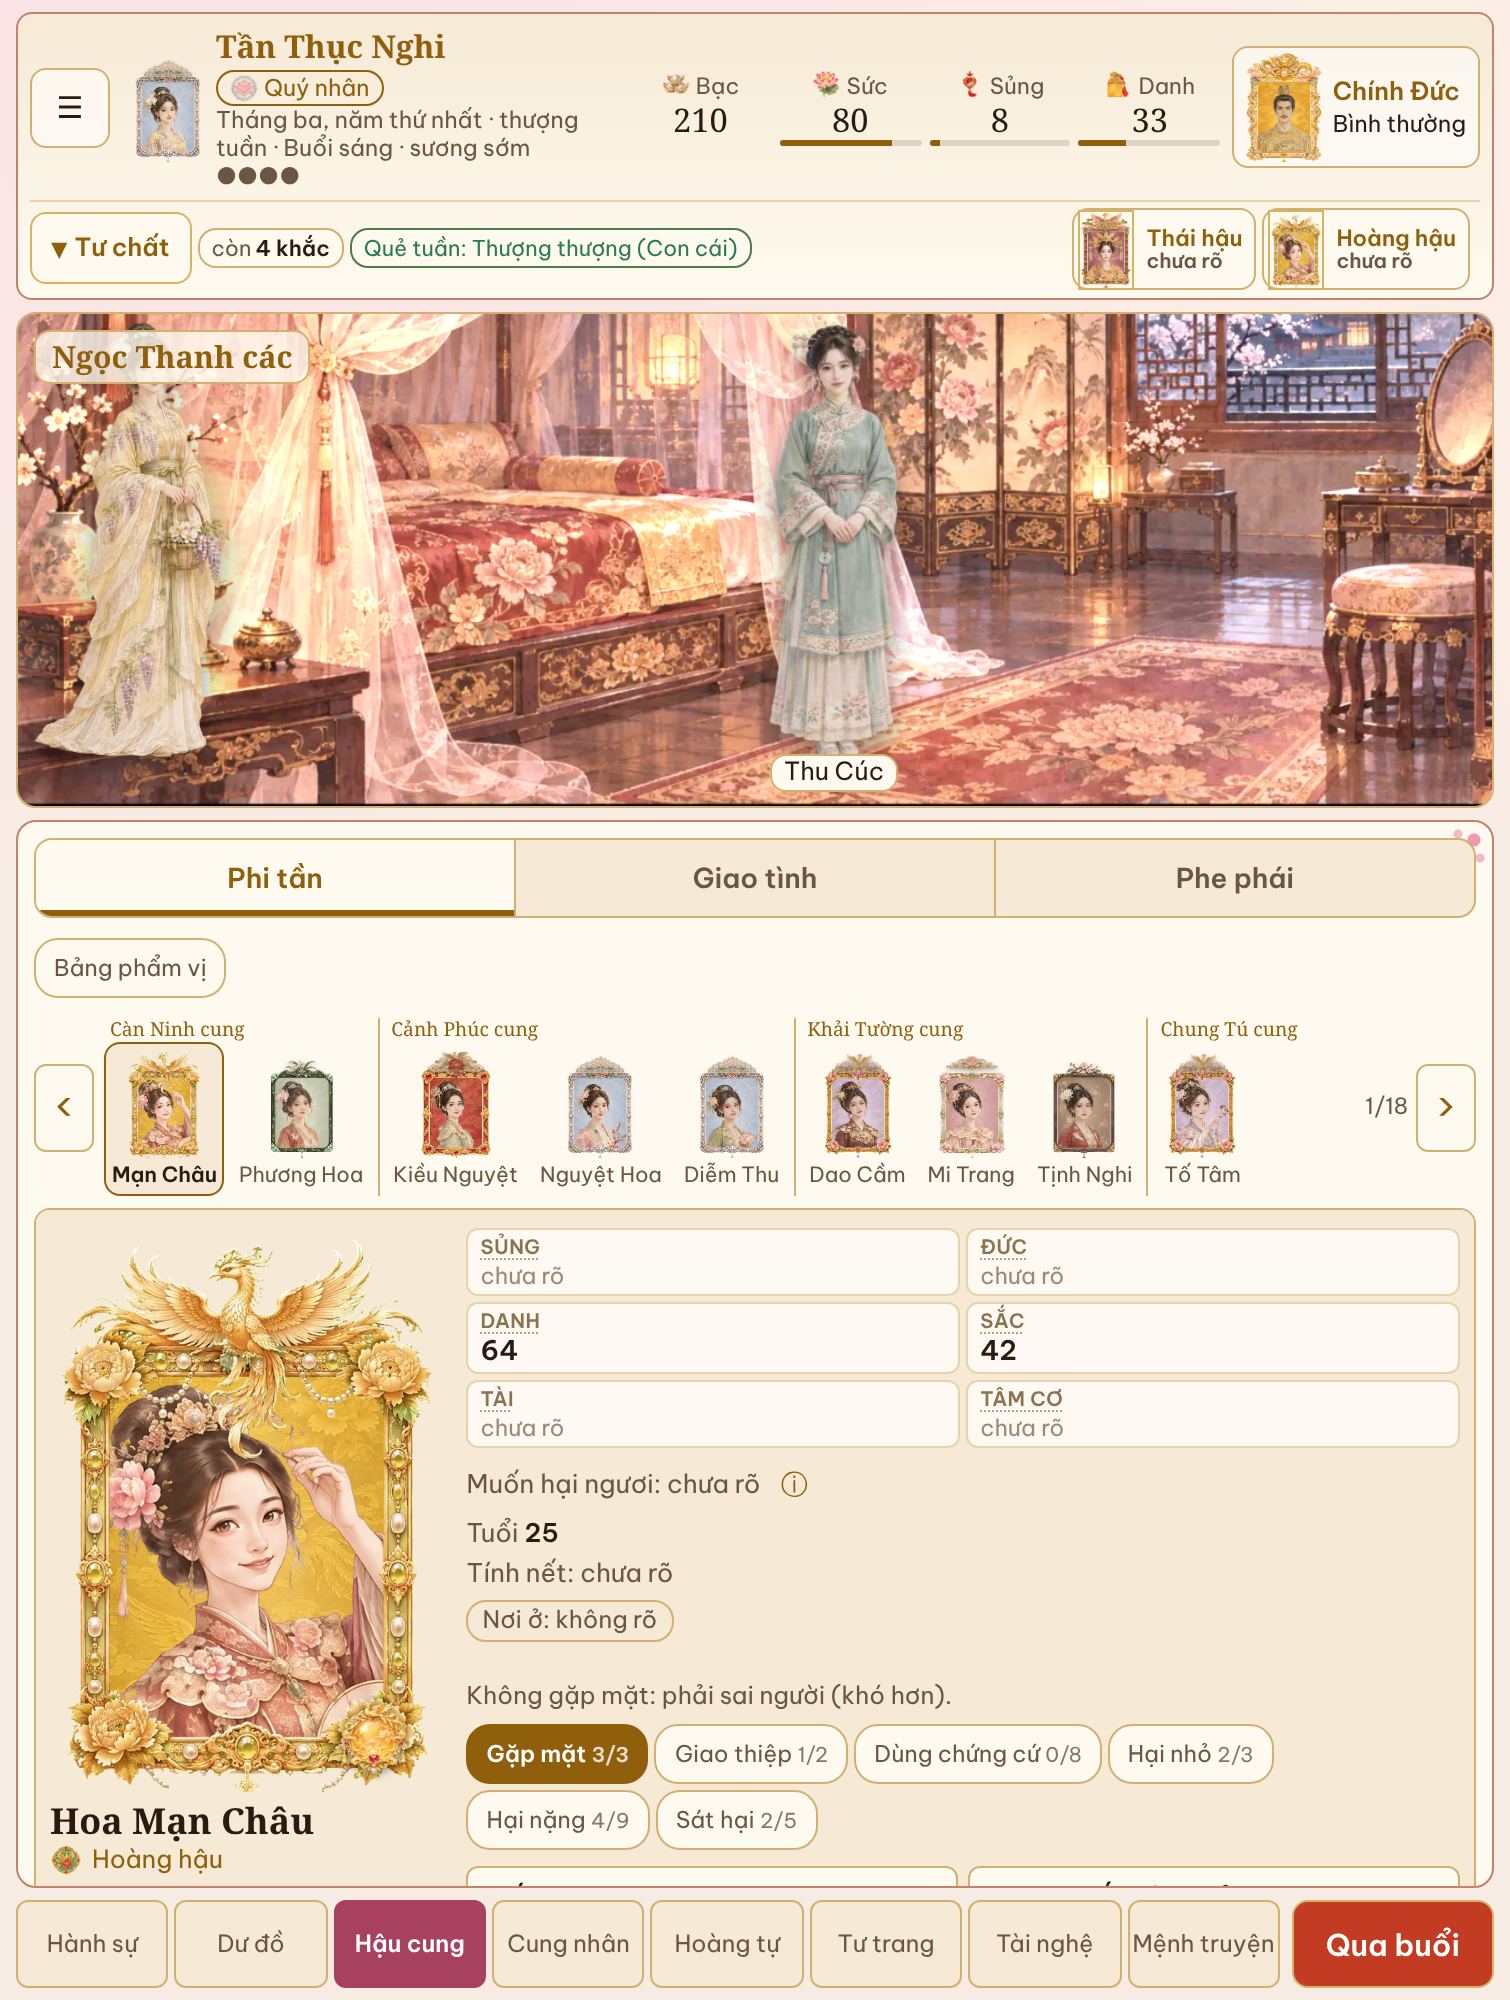 ☰
Tần Thục Nghi
Quý nhân
Tháng ba, năm thứ nhất · thượng
tuần · Buổi sáng · sương sớm
Bạc
210
Sức
80
Sủng
8
Danh
33
Chính Đức
Bình thường
▼ Tư chất
còn 4 khắc
Quẻ tuần: Thượng thượng (Con cái)
Thái hậu
chưa rõ
Hoàng hậu
chưa rõ
Ngọc Thanh các
Thu Cúc
Phi tần
Giao tình
Phe phái
Bảng phẩm vị
Càn Ninh cung
Cảnh Phúc cung
Khải Tường cung
Chung Tú cung
‹
Mạn Châu
Phương Hoa
Kiều Nguyệt
Nguyệt Hoa
Diễm Thu
Dao Cầm
Mi Trang
Tịnh Nghi
Tố Tâm
1/18
›
SỦNG
chưa rõ
ĐỨC
chưa rõ
DANH
64
SẮC
42
TÀI
chưa rõ
TÂM CƠ
chưa rõ
Muốn hại ngươi: chưa rõ ⓘ
Tuổi 25
Tính nết: chưa rõ
Nơi ở: không rõ
Không gặp mặt: phải sai người (khó hơn).
Gặp mặt 3/3
Giao thiệp 1/2
Dùng chứng cứ 0/8
Hại nhỏ 2/3
Hại nặng 4/9
Sát hại 2/5
Hoa Mạn Châu
Hoàng hậu
Hành sự
Dư đồ
Hậu cung
Cung nhân
Hoàng tự
Tư trang
Tài nghệ
Mệnh truyện
Qua buổi